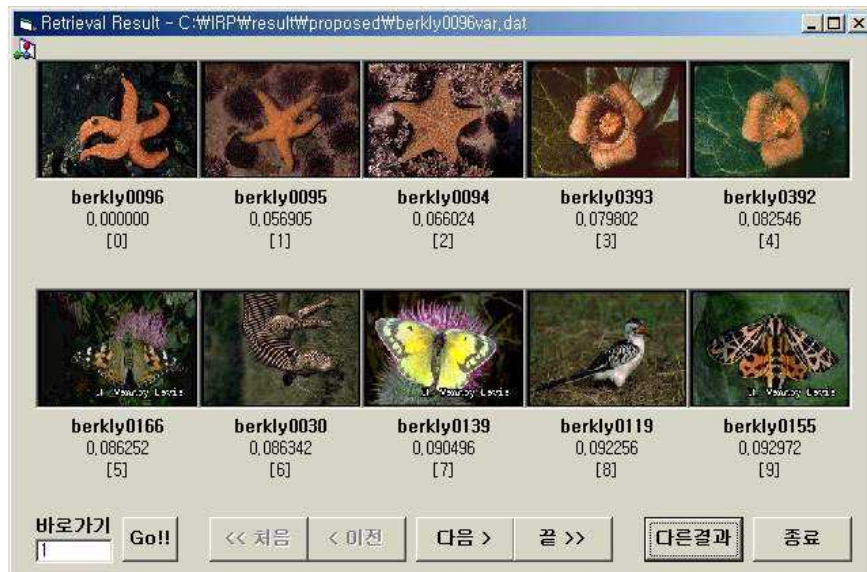 Retrieval Result - C:₩IRP₩result₩proposed₩berkly0096var,dat
berkly0096 berkly0095 berkly0094 berkly0393 berkly0392
0,000000 0,056905 0,066024 0,079802 0,082546
[0] [1] [2] [3] [4]
berkly0166 berkly0030 berkly0139 berkly0119 berkly0155
0,086252 0,086342 0,090496 0,092256 0,092972
[5] [6] [7] [8] [9]
바로가기
1
Go!!
<< 처음
< 이전
다음 >
끝 >>
다른결과
종료